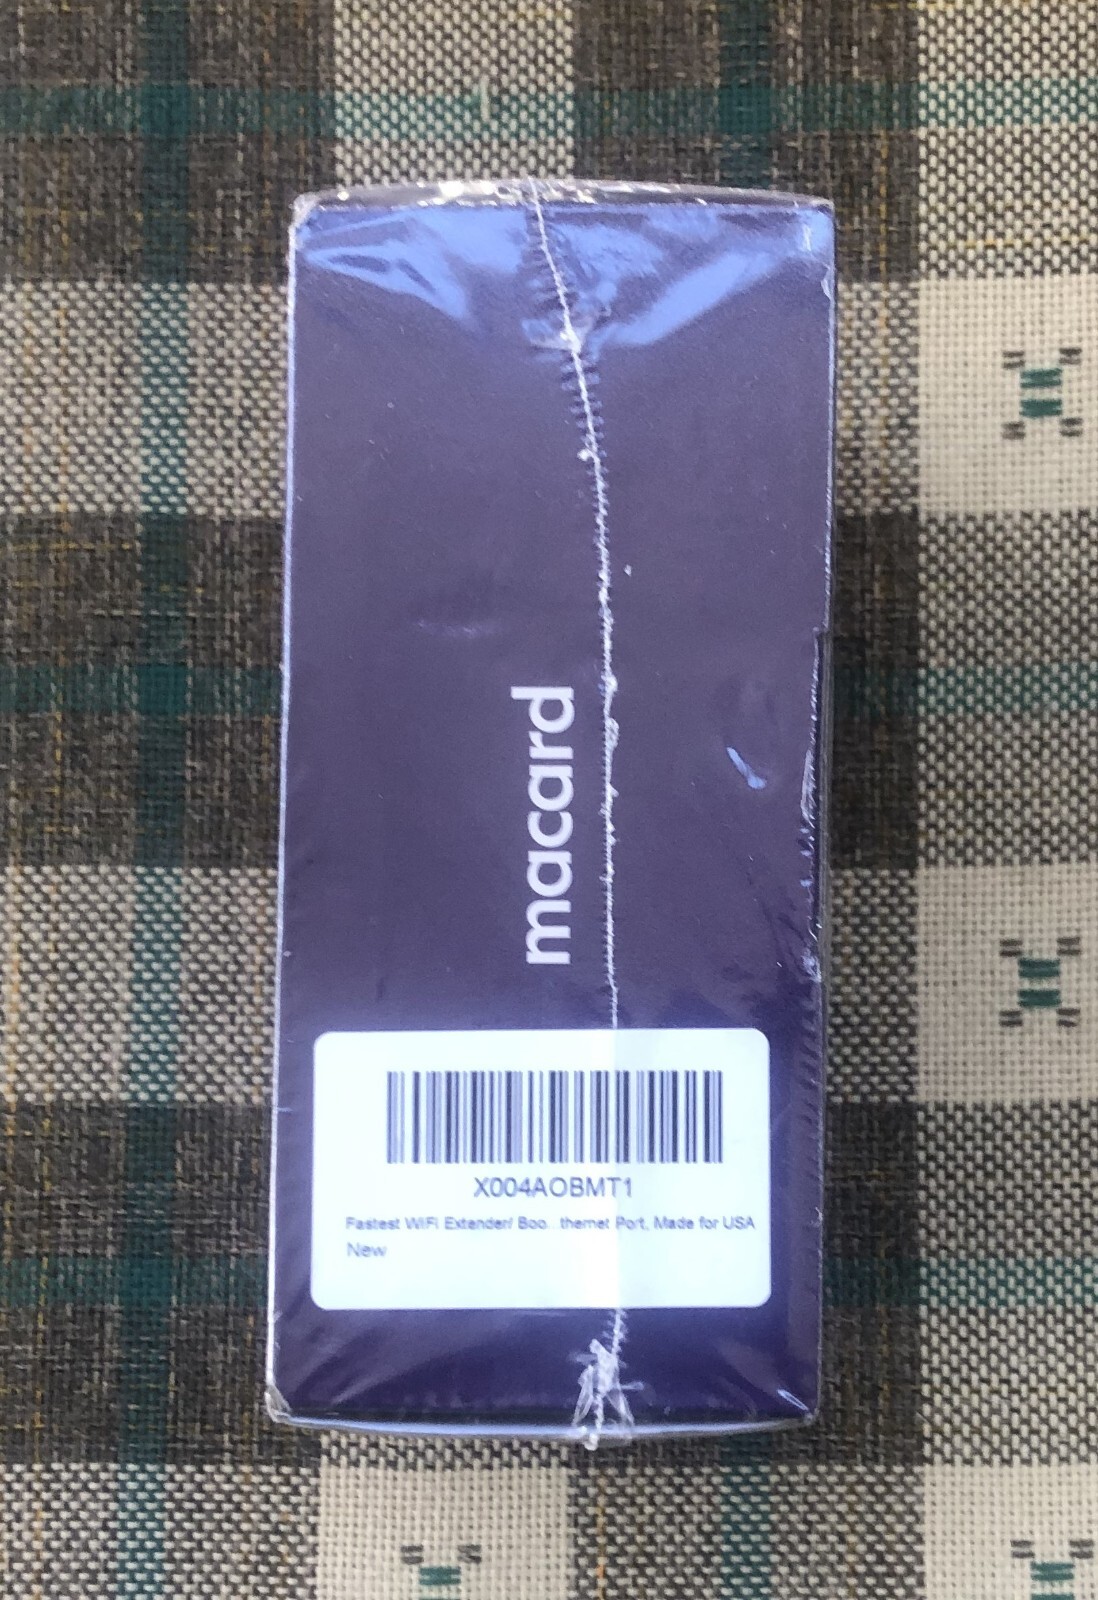 macard
X004AOBMT1
Fastest WiFi Extender/ Boo...thernet Port, Made for USA
New